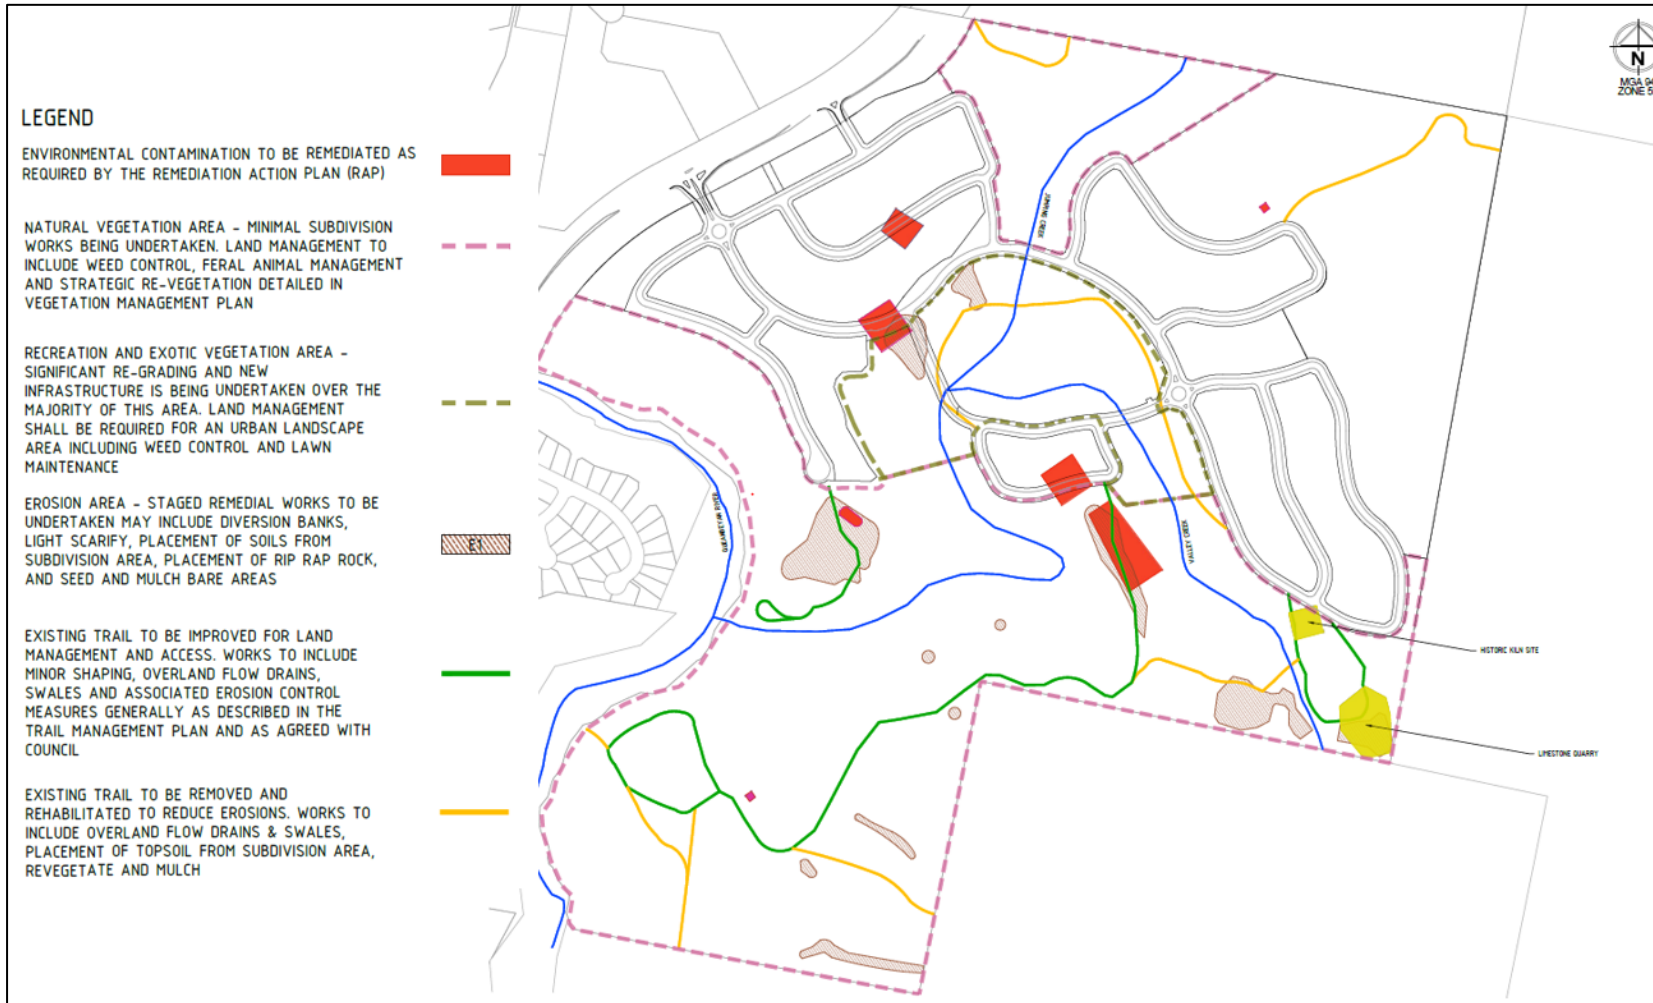 LEGEND
ENVIRONMENTAL CONTAMINATION TO BE REMEDIATED AS
REQUIRED BY THE REMEDIATION ACTION PLAN (RAP)
NATURAL VEGETATION AREA - MINIMAL SUBDIVISION
WORKS BEING UNDERTAKEN. LAND MANAGEMENT TO
INCLUDE WEED CONTROL, FERAL ANIMAL MANAGEMENT
AND STRATEGIC RE-VEGETATION DETAILED IN
VEGETATION MANAGEMENT PLAN
RECREATION AND EXOTIC VEGETATION AREA -
SIGNIFICANT RE-GRADING AND NEW
INFRASTRUCTURE IS BEING UNDERTAKEN OVER THE
MAJORITY OF THIS AREA. LAND MANAGEMENT
SHALL BE REQUIRED FOR AN URBAN LANDSCAPE
AREA INCLUDING WEED CONTROL AND LAWN
MAINTENANCE
EROSION AREA - STAGED REMEDIAL WORKS TO BE
UNDERTAKEN MAY INCLUDE DIVERSION BANKS,
LIGHT SCARIFY, PLACEMENT OF SOILS FROM
SUBDIVISION AREA, PLACEMENT OF RIP RAP ROCK,
AND SEED AND MULCH BARE AREAS
E1
EXISTING TRAIL TO BE IMPROVED FOR LAND
MANAGEMENT AND ACCESS. WORKS TO INCLUDE
MINOR SHAPING, OVERLAND FLOW DRAINS,
SWALES AND ASSOCIATED EROSION CONTROL
MEASURES GENERALLY AS DESCRIBED IN THE
TRAIL MANAGEMENT PLAN AND AS AGREED WITH
COUNCIL
EXISTING TRAIL TO BE REMOVED AND
REHABILITATED TO REDUCE EROSIONS. WORKS TO
INCLUDE OVERLAND FLOW DRAINS & SWALES,
PLACEMENT OF TOPSOIL FROM SUBDIVISION AREA,
REVEGETATE AND MULCH
N
MGA 94
ZONE 5
JUMPING CREEK
QUEANBEYAN RIVER
VALLEY CREEK
HISTORIC KILN SITE
LIMESTONE QUARRY